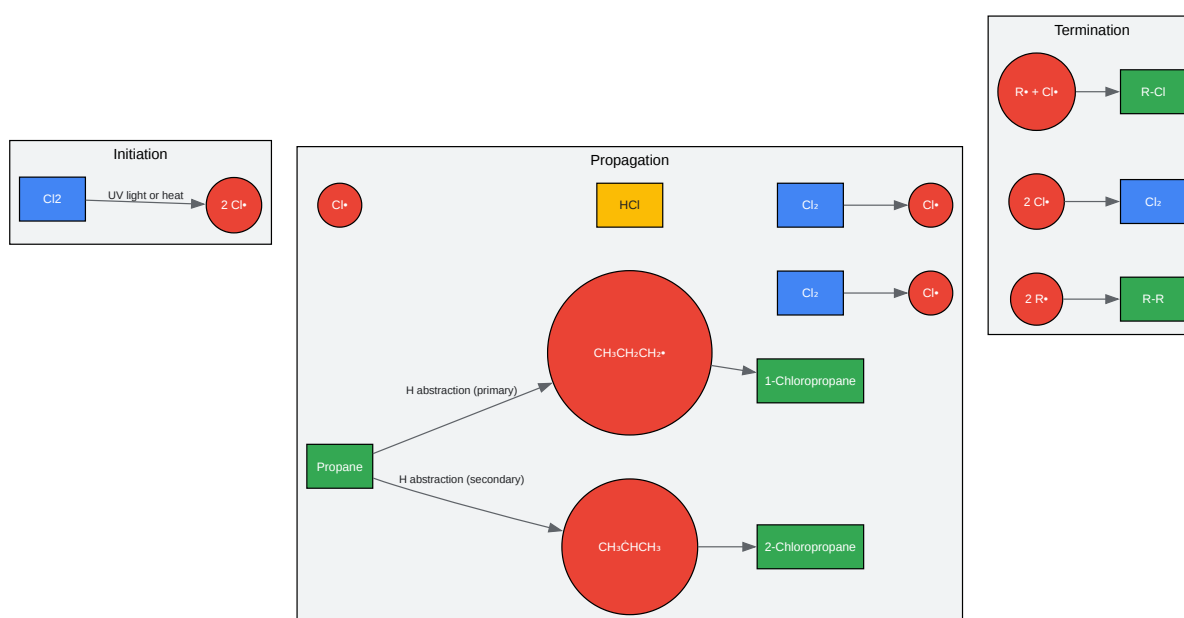 Initiation
Cl2
UV light or heat
2 Cl•
Propagation
Cl•
HCl
Cl₂
Cl•
Cl₂
Cl•
CH₃CH₂CH₂•
1-Chloropropane
H abstraction (primary)
Propane
H abstraction (secondary)
CH₃ĊHCH₃
2-Chloropropane
Termination
R• + Cl•
R-Cl
2 Cl•
Cl₂
2 R•
R-R